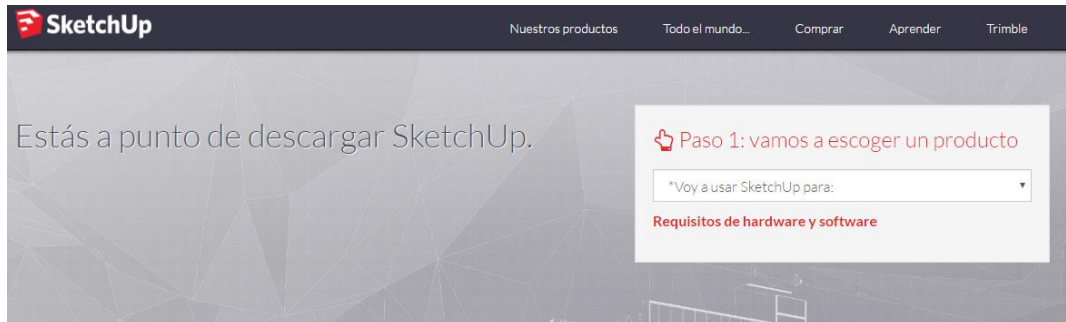 SketchUp
Nuestros productos Todo el mundo... Comprar Aprender Trimble
Estás a punto de descargar SketchUp.
Paso 1: vamos a escoger un producto
*Voy a usar SketchUp para:
Requisitos de hardware y software